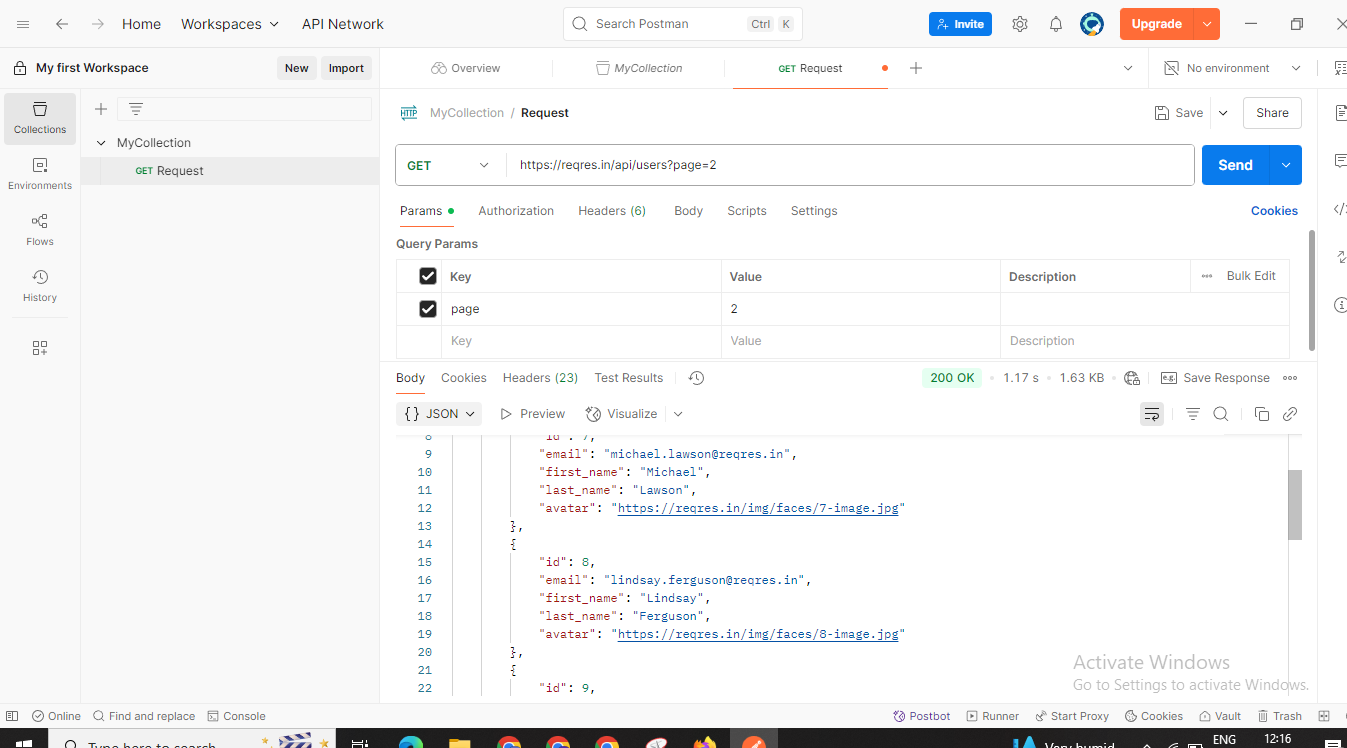 Home Workspaces API Network Search Postman Ctrl K Invite Upgrade
My first Workspace New Import Overview MyCollection GET Request No environment
Collections
Environments
Flows
History
MyCollection
GET Request
HTTP MyCollection / Request Save Share
GET https://reqres.in/api/users?page=2 Send
Params Authorization Headers (6) Body Scripts Settings Cookies
Query Params
Key Value Description Bulk Edit
page 2
Key Value Description
Body Cookies Headers (23) Test Results 200 OK 1.17 s 1.63 KB e.g. Save Response
{} JSON Preview Visualize
8 "id": 7,
9 "email": "michael.lawson@reqres.in",
10 "first_name": "Michael",
11 "last_name": "Lawson",
12 "avatar": "https://reqres.in/img/faces/7-image.jpg"
13 },
14 {
15 "id": 8,
16 "email": "lindsay.ferguson@reqres.in",
17 "first_name": "Lindsay",
18 "last_name": "Ferguson",
19 "avatar": "https://reqres.in/img/faces/8-image.jpg"
20 },
21 {
22 "id": 9,
Activate Windows
Go to Settings to activate Windows.
Online Find and replace Console Postbot Runner Start Proxy Cookies Vault Trash
Type here to search Very humid ENG 12:16